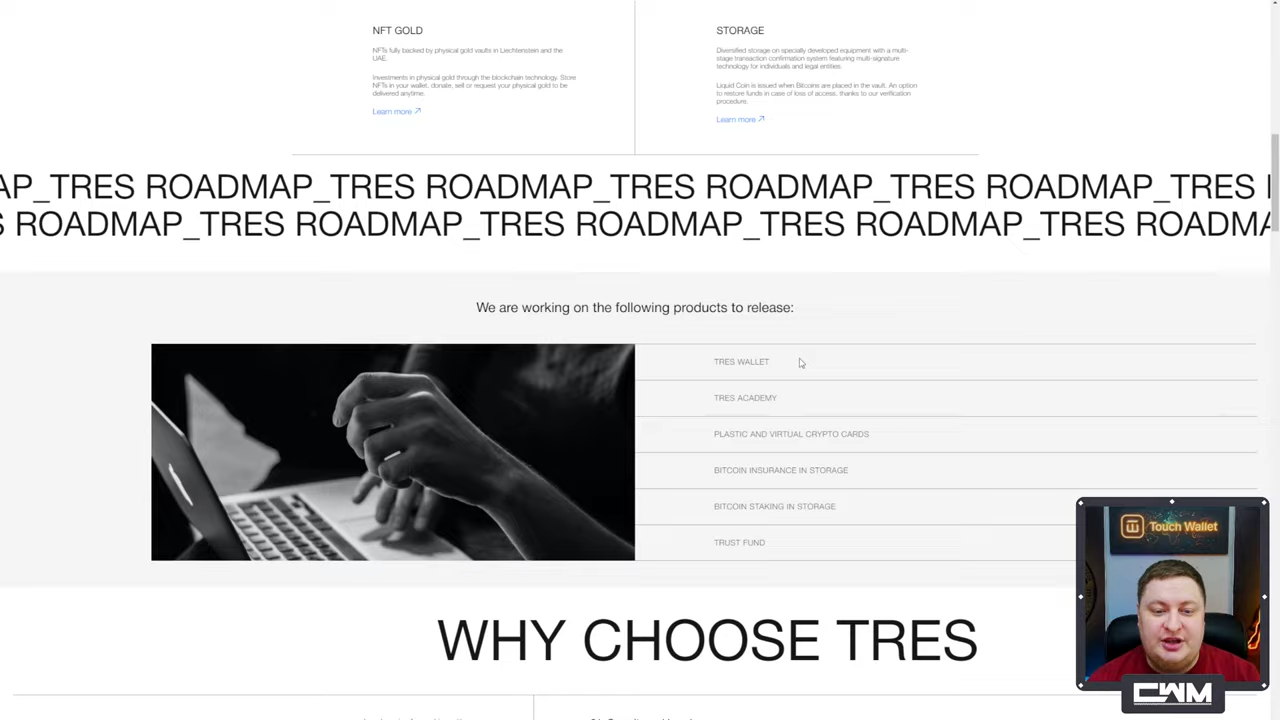 NFT GOLD
NFTs fully backed by physical gold vaults in Liechtenstein and the
UAE.
Investments in physical gold through the blockchain technology. Store
NFTs in your wallet, donate, sell or request your physical gold to be
delivered anytime.
Learn more
STORAGE
Diversified storage on specially developed equipment with a multi-
stage transaction confirmation system featuring multi-signature
technology for individuals and legal entities.
Liquid Coin is issued when Bitcoins are placed in the vault. An option
to restore funds in case of loss of access, thanks to our verification
procedure.
Learn more
AP_TRES ROADMAP_TRES ROADMAP_TRES ROADMAP_TRES ROADMAP_TRES
S ROADMAP_TRES ROADMAP_TRES ROADMAP_TRES ROADMAP_TRES ROADMA
We are working on the following products to release:
TRES WALLET
TRES ACADEMY
PLASTIC AND VIRTUAL CRYPTO CARDS
BITCOIN INSURANCE IN STORAGE
BITCOIN STAKING IN STORAGE
TRUST FUND
Touch Wallet
CWM
WHY CHOOSE TRES